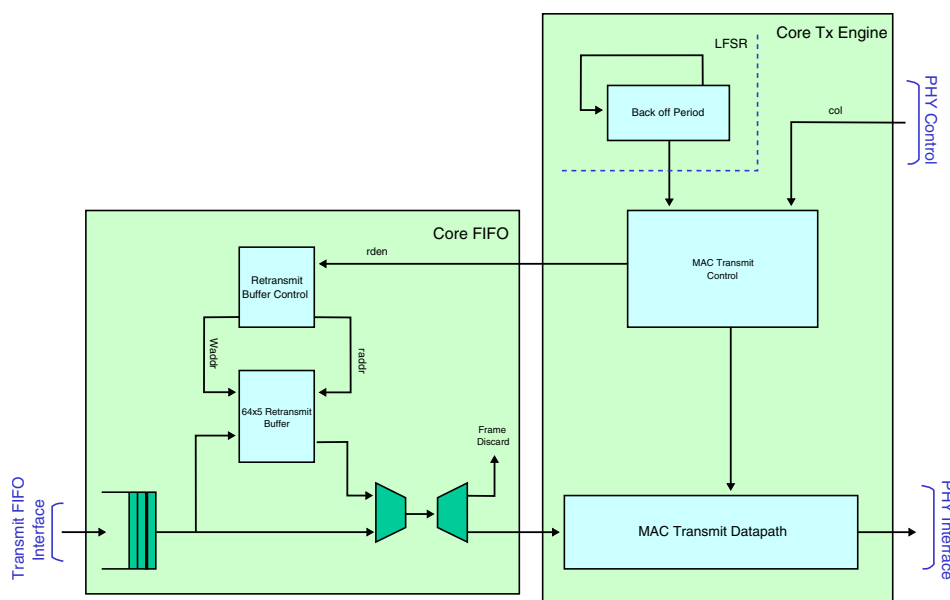 Core Tx Engine
LFSR
Back off Period
col
PHY Control
Core FIFO
rden
MAC Transmit
Control
Retransmit
Buffer Control
Waddr
raddr
64x5 Retransmit
Buffer
Frame
Discard
Transmit FIFO
Interface
MAC Transmit Datapath
PHY Interface